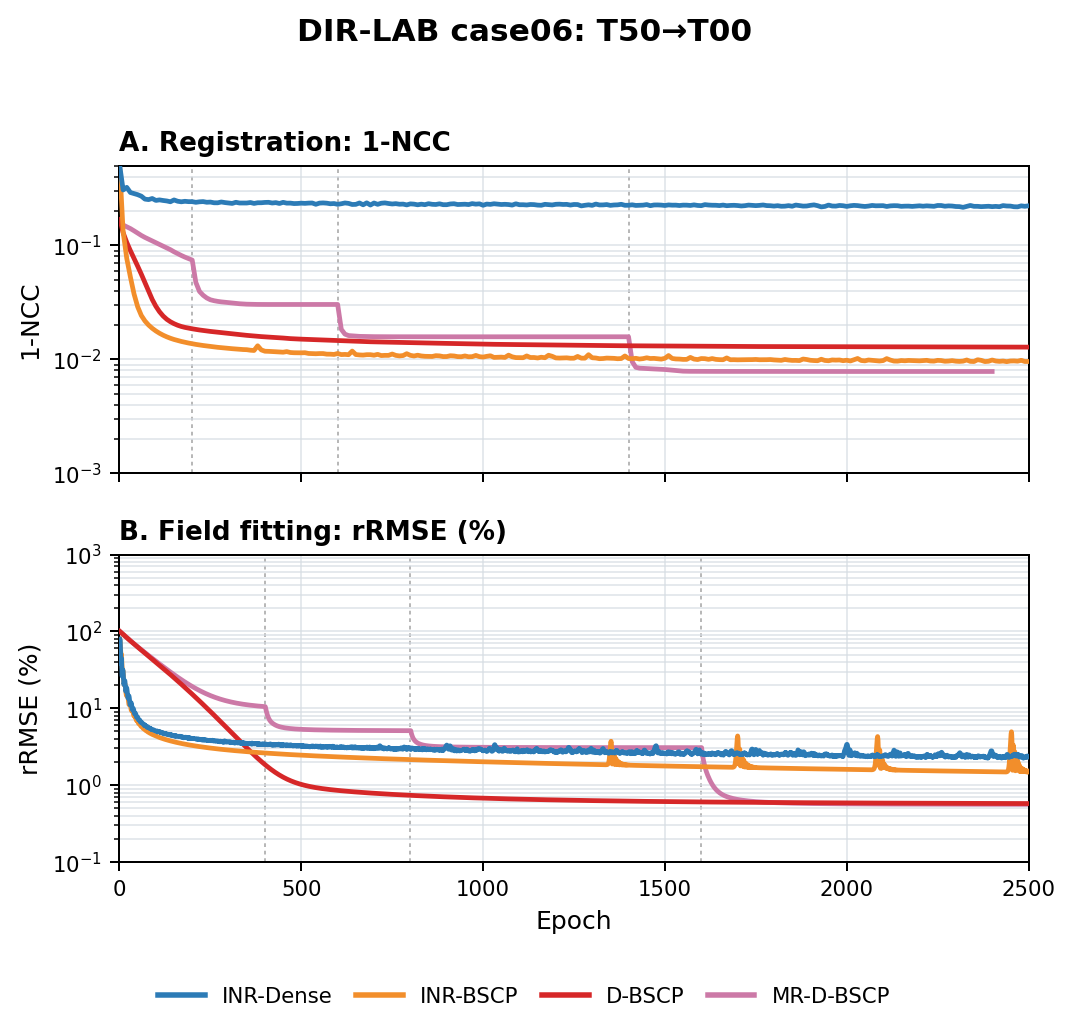 DIR-LAB case06: T50→T00
A. Registration: 1-NCC
10⁻¹
10⁻²
10⁻³
1-NCC
B. Field fitting: rRMSE (%)
10³
10²
10¹
10⁰
10⁻¹
rRMSE (%)
0 500 1000 1500 2000 2500
Epoch
INR-Dense INR-BSCP D-BSCP MR-D-BSCP